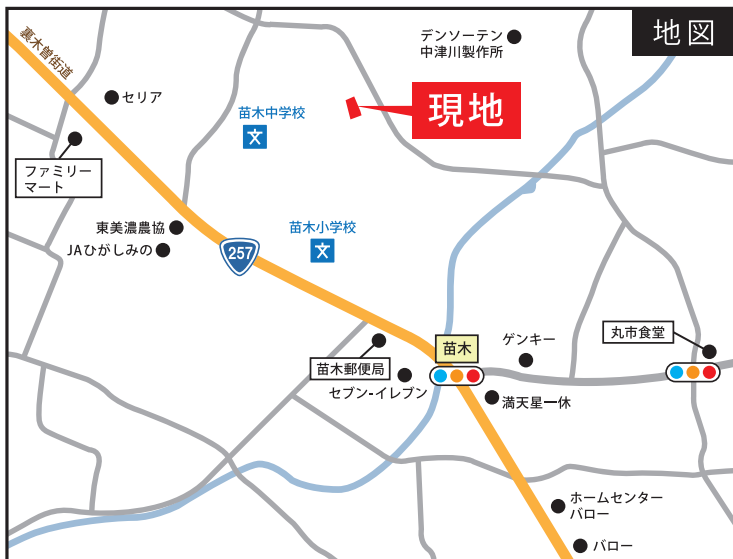 地図
デンソーテン
中津川製作所
裏木曽街道
セリア
現地
苗木中学校
文
ファミリー
マート
東美濃農協
JAひがしみの
苗木小学校
文
257
苗木
ゲンキー
丸市食堂
苗木郵便局
セブン-イレブン
満天星一休
ホームセンター
バロー
バロー